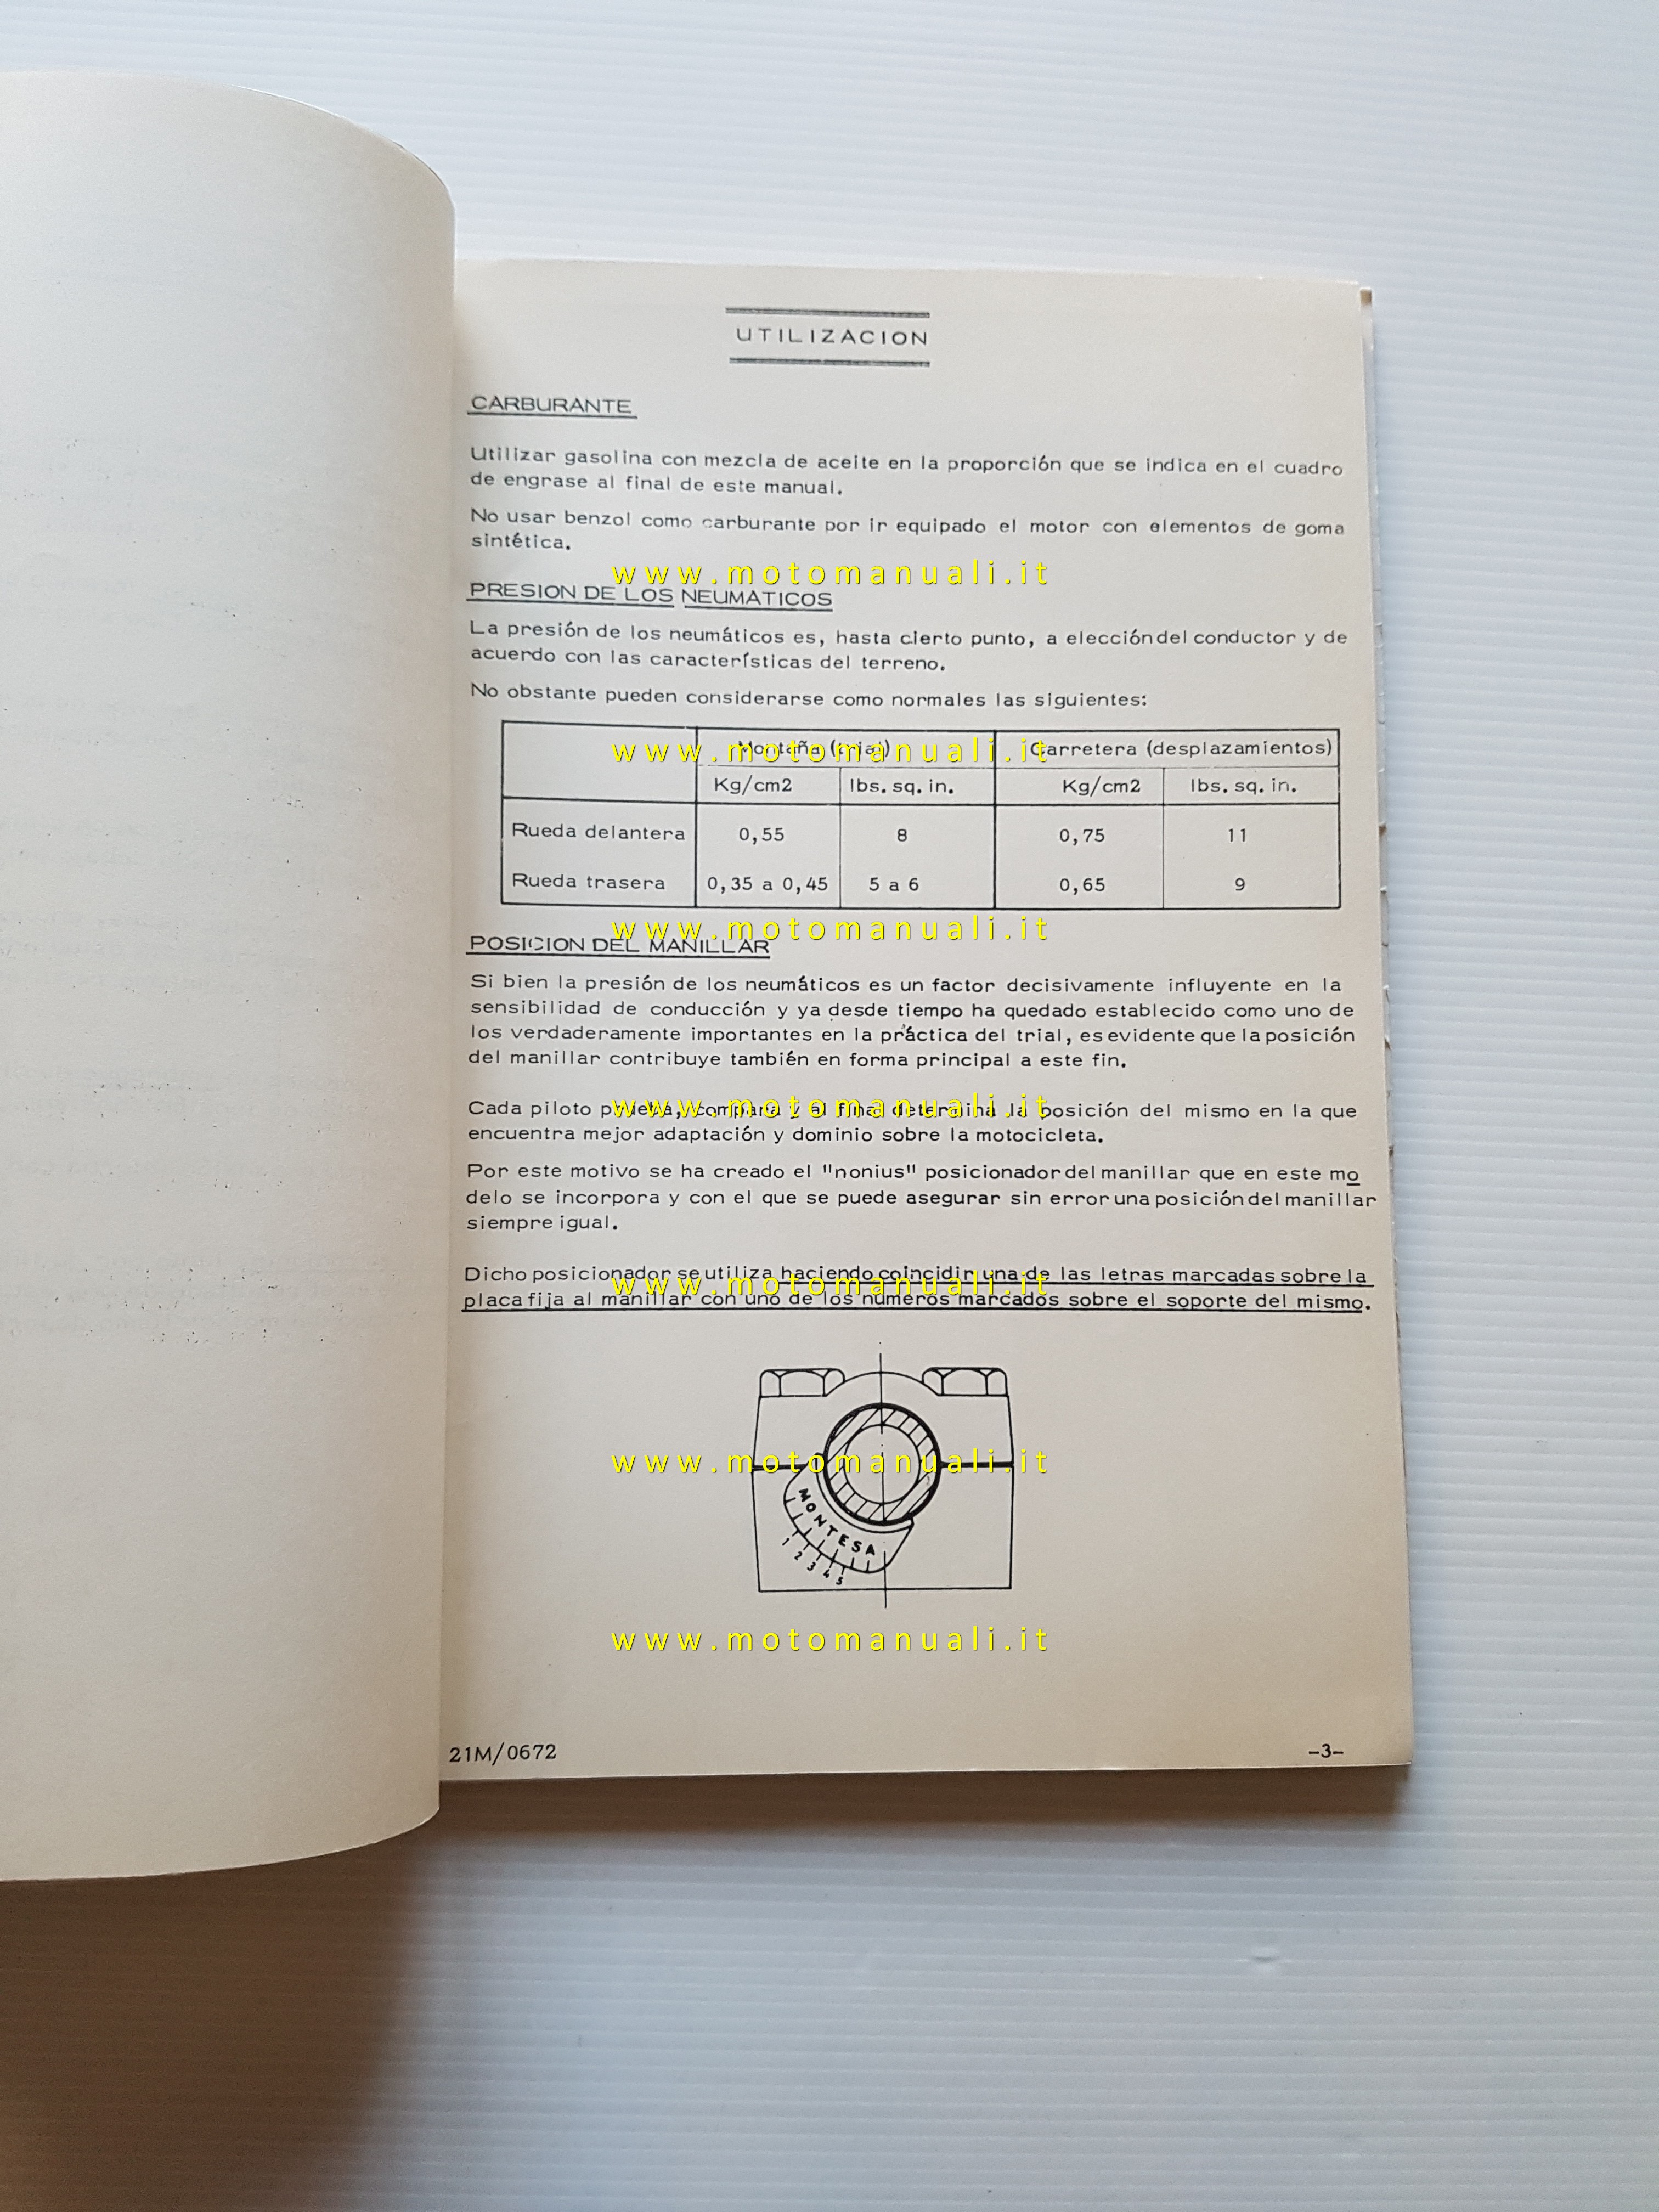 UTILIZACION
CARBURANTE
Utilizar gasolina con mezcla de aceite en la proporción que se indica en el cuadro
de engrase al final de este manual.
No usar benzol como carburante por ir equipado el motor con elementos de goma
sintética.
www.motomanuali.it
PRESION DE LOS NEUMATICOS
La presión de los neumáticos es, hasta cierto punto, a elección del conductor y de
acuerdo con las características del terreno.
No obstante pueden considerarse como normales las siguientes:
Montaña (trial) Carretera (desplazamientos)
www.motomanuali.it
Kg/cm2 lbs. sq. in. Kg/cm2 lbs. sq. in.
Rueda delantera 0,55 8 0,75 11
Rueda trasera 0,35 a 0,45 5 a 6 0,65 9
www.motomanuali.it
POSICION DEL MANILLAR
Si bien la presión de los neumáticos es un factor decisivamente influyente en la
sensibilidad de conducción y ya desde tiempo ha quedado establecido como uno de
los verdaderamente importantes en la práctica del trial, es evidente que la posición
del manillar contribuye también en forma principal a este fin.
Cada piloto prueba, compara y al final determina la posición del mismo en la que
www.motomanuali.it
encuentra mejor adaptación y dominio sobre la motocicleta.
Por este motivo se ha creado el "nonius" posicionador del manillar que en este mo
delo se incorpora y con el que se puede asegurar sin error una posición del manillar
siempre igual.
Dicho posicionador se utiliza haciendo coincidir una de las letras marcadas sobre la
www.motomanuali.it
placa fija al manillar con uno de los números marcados sobre el soporte del mismo.
www.motomanuali.it
MONTESA
1 2 3 4 5
www.motomanuali.it
21M/0672
-3-